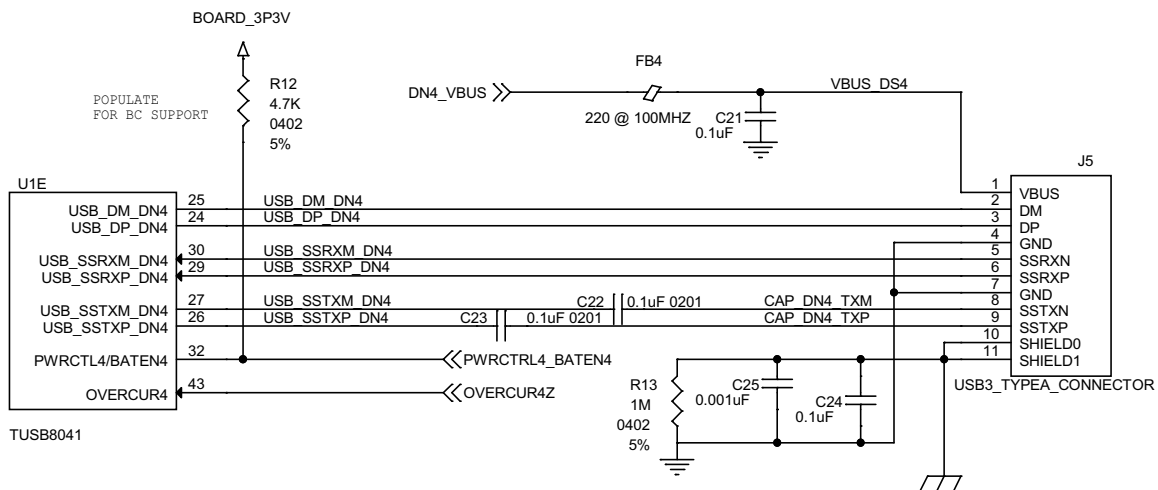 BOARD_3P3V
POPULATE
FOR BC SUPPORT
R12
4.7K
0402
5%
DN4_VBUS
FB4
220 @ 100MHZ
VBUS_DS4
C21
0.1uF
J5
U1E
USB_DM_DN4 25 USB_DM_DN4
USB_DP_DN4 24 USB_DP_DN4
USB_SSRXM_DN4 30 USB_SSRXM_DN4
USB_SSRXP_DN4 29 USB_SSRXP_DN4
USB_SSTXM_DN4 27 USB_SSTXM_DN4 C22 0.1uF 0201 CAP_DN4_TXM
USB_SSTXP_DN4 26 USB_SSTXP_DN4 C23 0.1uF 0201 CAP_DN4_TXP
PWRCTL4/BATEN4 32 PWRCTRL4_BATEN4
OVERCUR4 43 OVERCUR4Z
TUSB8041
1 VBUS
2 DM
3 DP
4 GND
5 SSRXN
6 SSRXP
7 GND
8 SSTXN
9 SSTXP
10 SHIELD0
11 SHIELD1
USB3_TYPEA_CONNECTOR
R13
1M
0402
5%
C25
0.001uF
C24
0.1uF